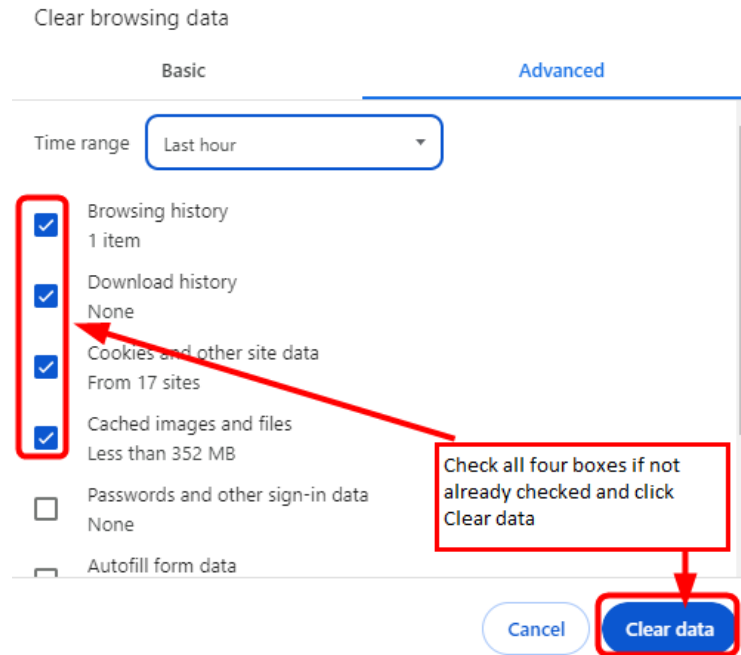 Clear browsing data
Basic
Advanced
Time range
Last hour
Browsing history
1 item
Download history
None
Cookies and other site data
From 17 sites
Cached images and files
Less than 352 MB
Check all four boxes if not
already checked and click
Clear data
Passwords and other sign-in data
None
Autofill form data
Cancel
Clear data